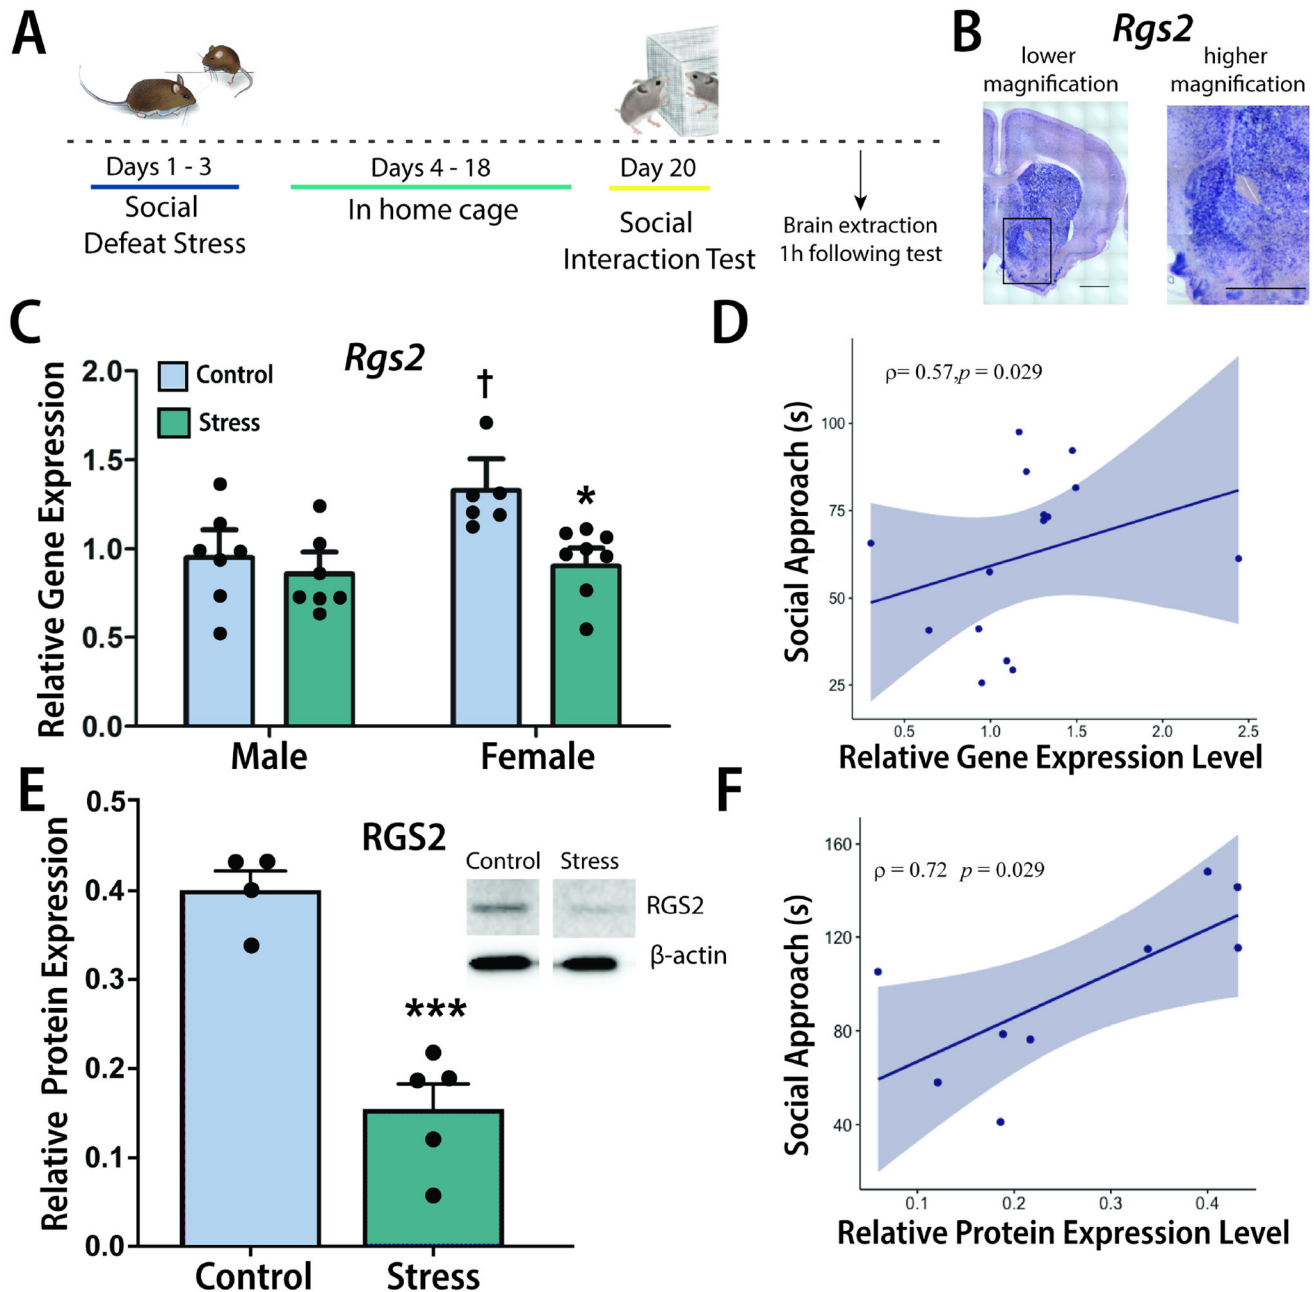 A
Days 1 - 3
Social
Defeat Stress
Days 4 - 18
In home cage
Day 20
Social
Interaction Test
Brain extraction
1h following test
B
Rgs2
lower
magnification
higher
magnification
C
Rgs2
Relative Gene Expression
2.0
1.5
1.0
0.5
0.0
Control
Stress
†
*
Male
Female
D
ρ= 0.57,p = 0.029
Social Approach (s)
100
75
50
25
0.5
1.0
1.5
2.0
2.5
Relative Gene Expression Level
E
RGS2
Relative Protein Expression
0.5
0.4
0.3
0.2
0.1
0.0
Control
Stress
RGS2
β-actin
***
Control
Stress
F
ρ = 0.72 p = 0.029
Social Approach (s)
160
120
80
40
0.1
0.2
0.3
0.4
Relative Protein Expression Level